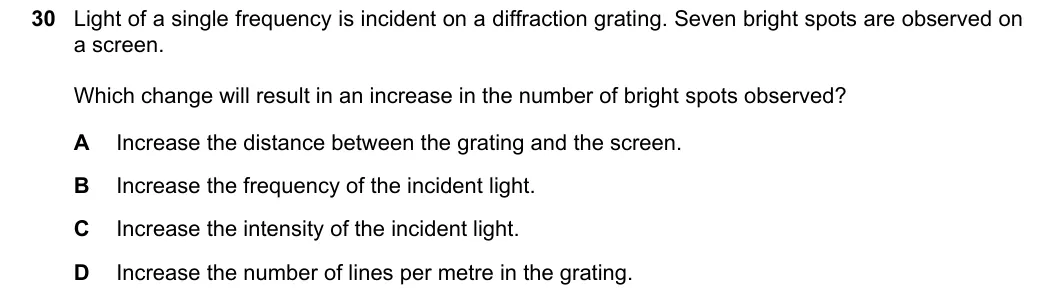 30 Light of a single frequency is incident on a diffraction grating. Seven bright spots are observed on
a screen.
Which change will result in an increase in the number of bright spots observed?
A Increase the distance between the grating and the screen.
B Increase the frequency of the incident light.
C Increase the intensity of the incident light.
D Increase the number of lines per metre in the grating.